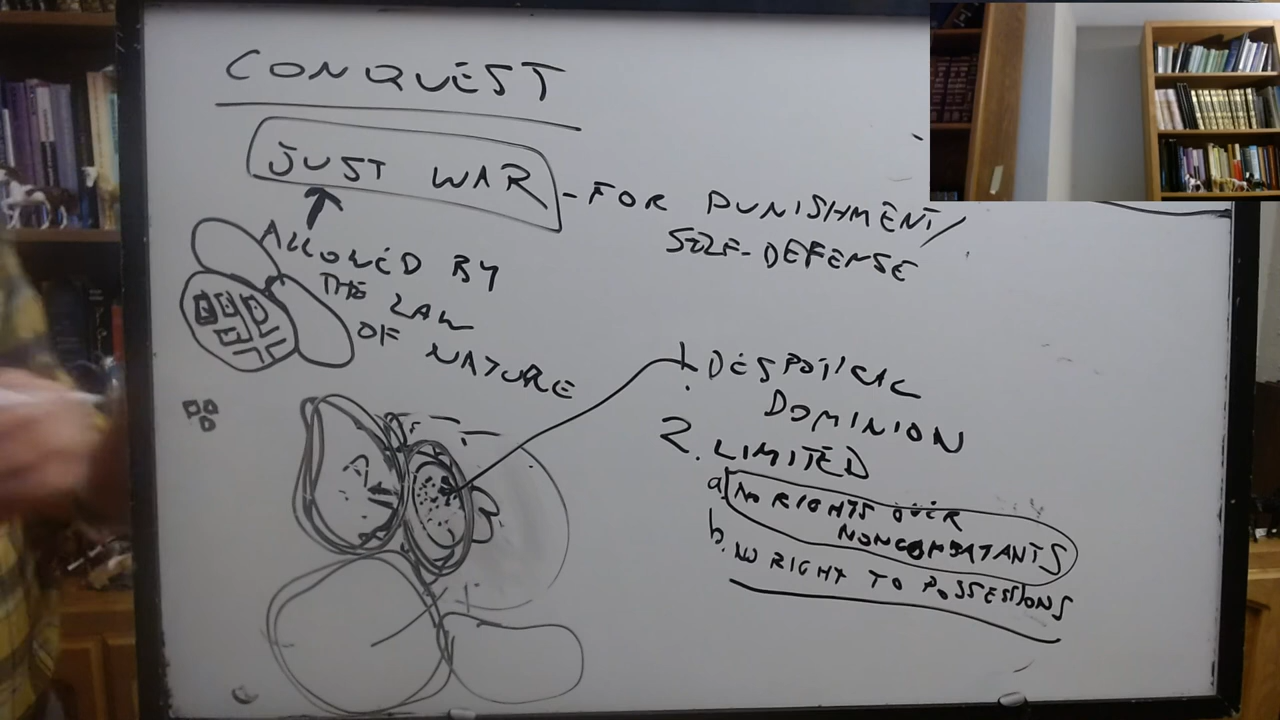 CONQUEST
JUST WAR - FOR PUNISHMENT/
SELF-DEFENSE
ALLOWED BY
THE LAW
OF NATURE
1. DESPOTICAL
DOMINION
2. LIMITED
a. NO RIGHTS OVER
NONCOMBATANTS
b. NO RIGHT TO POSSESSIONS